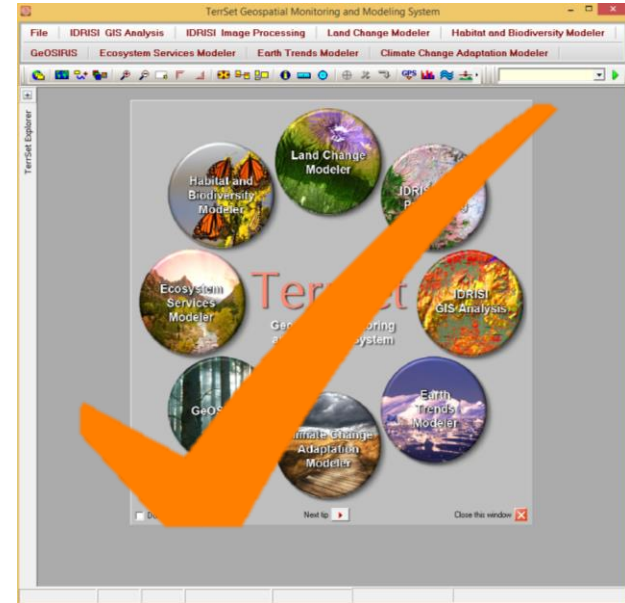 TerrSet Geospatial Monitoring and Modeling System
File IDRISI GIS Analysis IDRISI Image Processing Land Change Modeler Habitat and Biodiversity Modeler
GeOSIRIS Ecosystem Services Modeler Earth Trends Modeler Climate Change Adaptation Modeler
GPS
TerrSet Explorer
Land Change
Modeler
Habitat and
Biodiversity
Modeler
IDRISI
Ecosystem
Services
Modeler
IDRISI
GIS Analysis
Earth
Trends
Modeler
Adaptation
Modeler
Next tip
Close this window